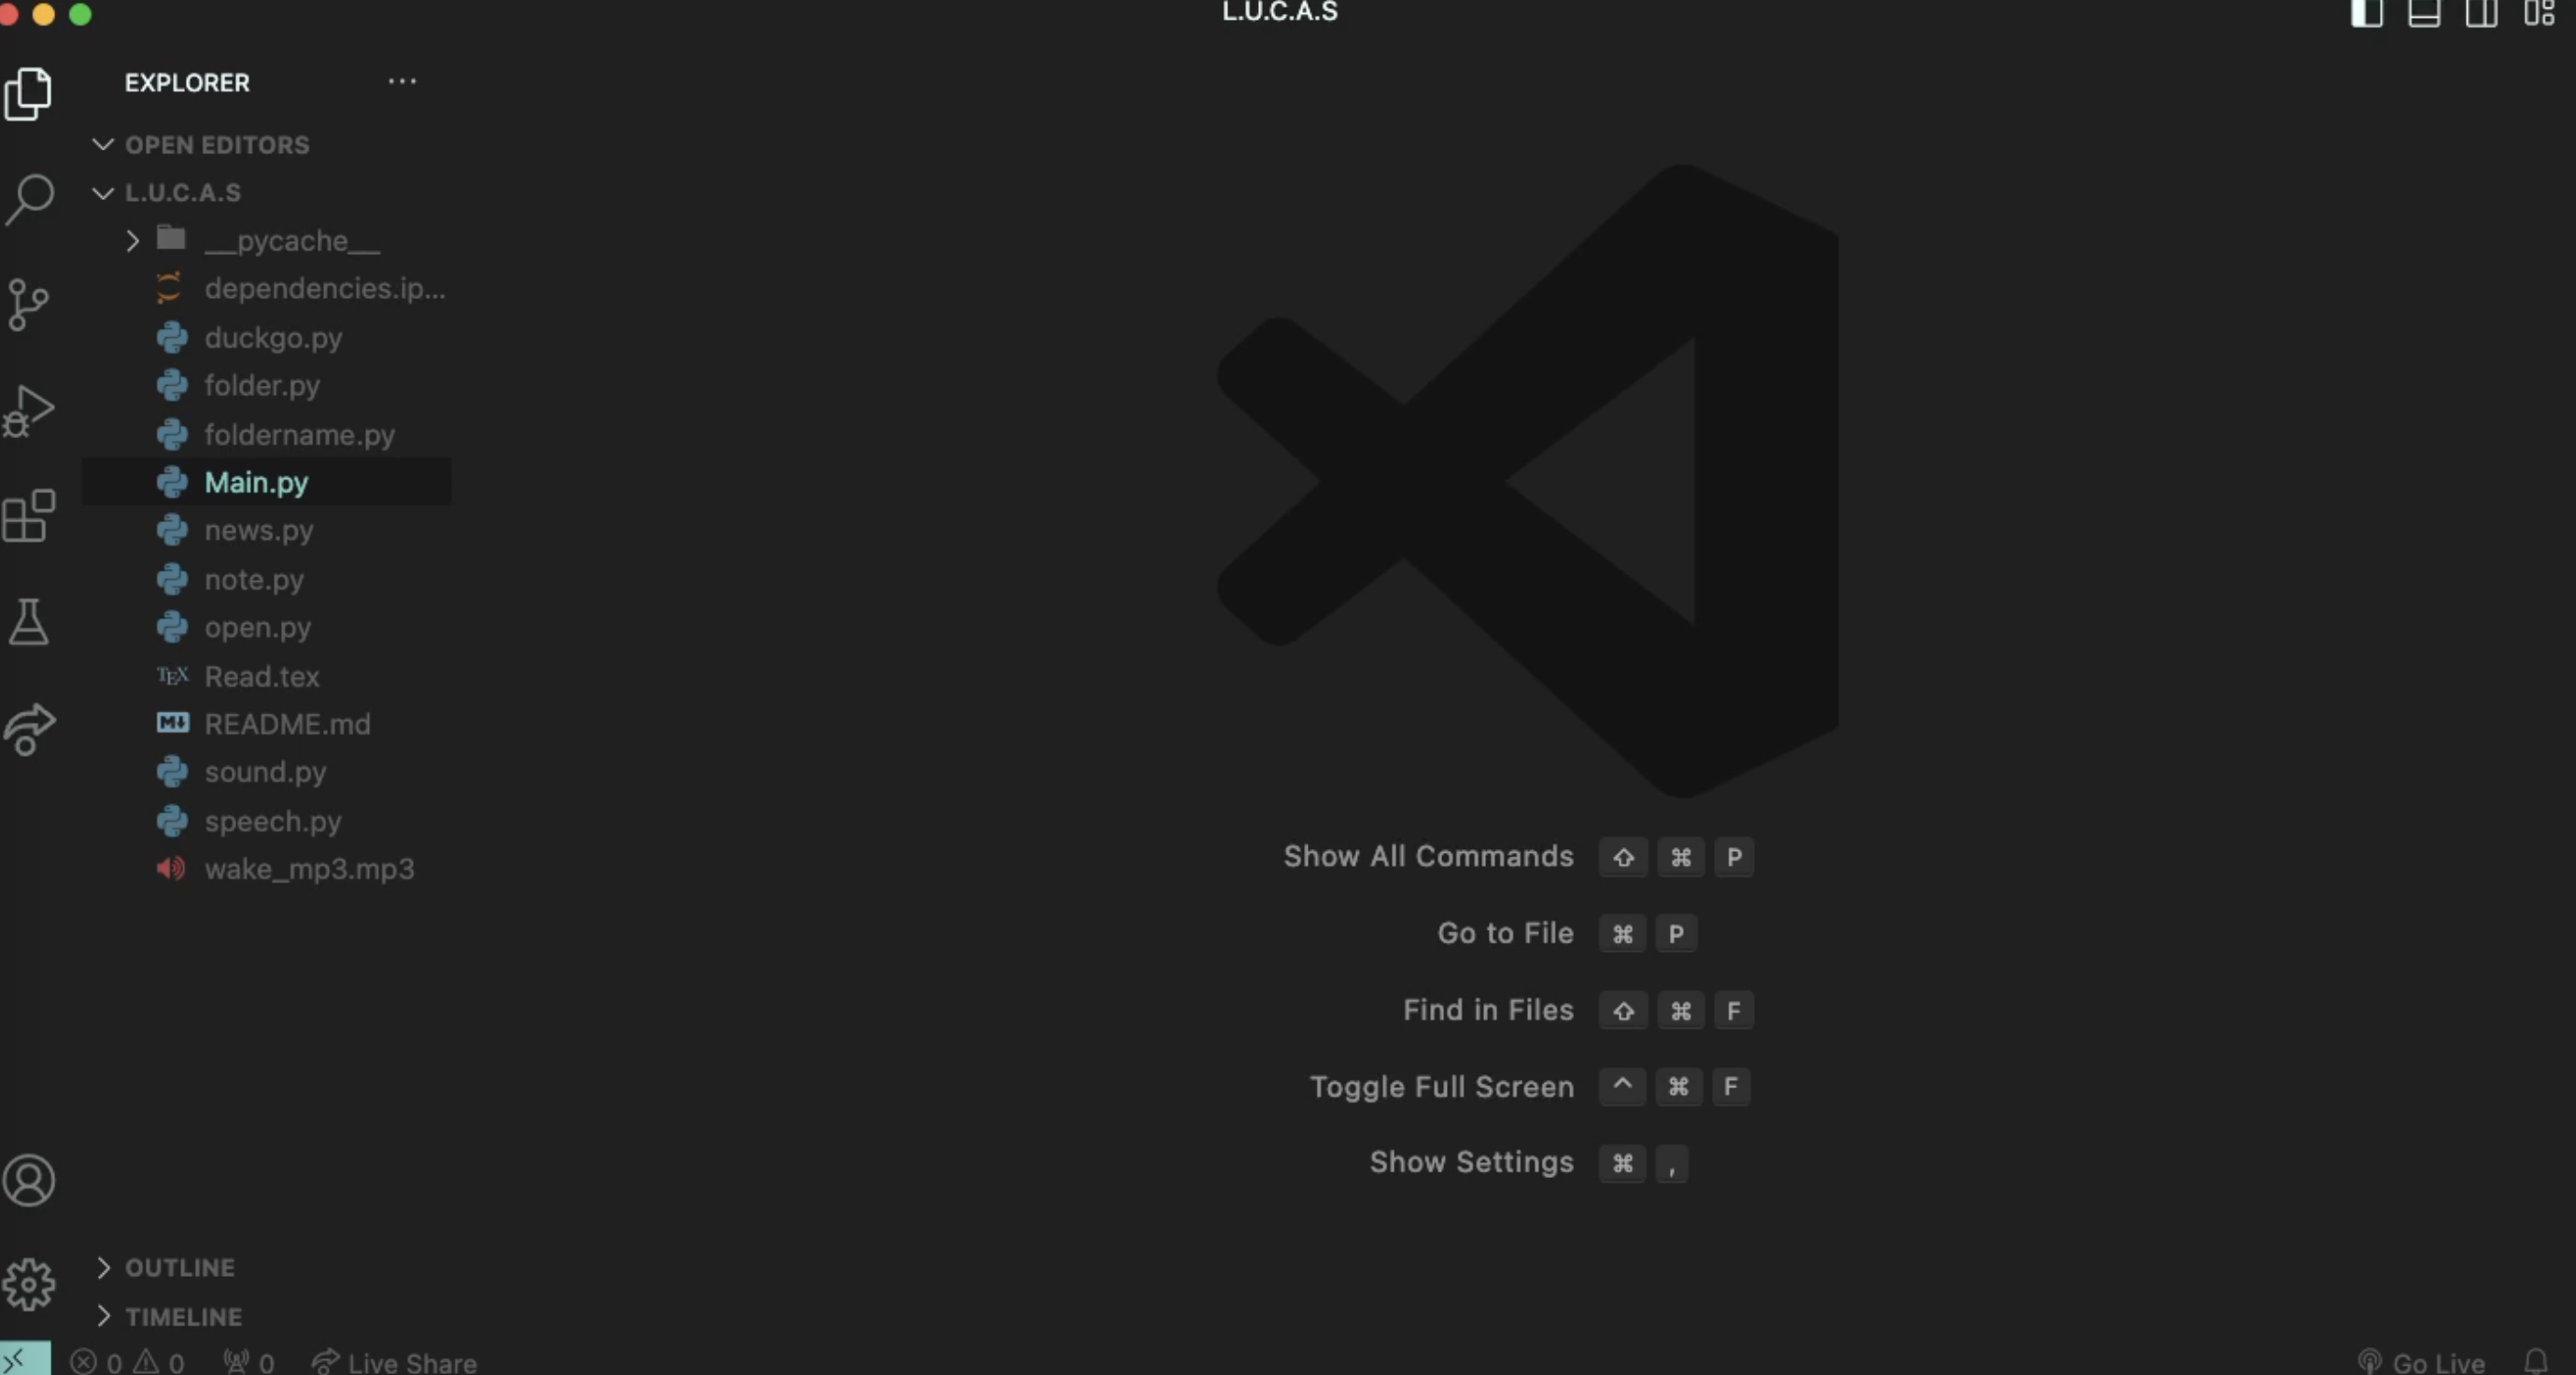 L.U.C.A.S
EXPLORER
OPEN EDITORS
L.U.C.A.S
__pycache__
dependencies.ip...
duckgo.py
folder.py
foldername.py
Main.py
news.py
note.py
open.py
TEX Read.tex
M README.md
sound.py
speech.py
wake_mp3.mp3
Show All Commands ⇧ ⌘ P
Go to File ⌘ P
Find in Files ⇧ ⌘ F
Toggle Full Screen ^ ⌘ F
Show Settings ⌘ ,
OUTLINE
TIMELINE
0 0 0 Live Share
Go Live